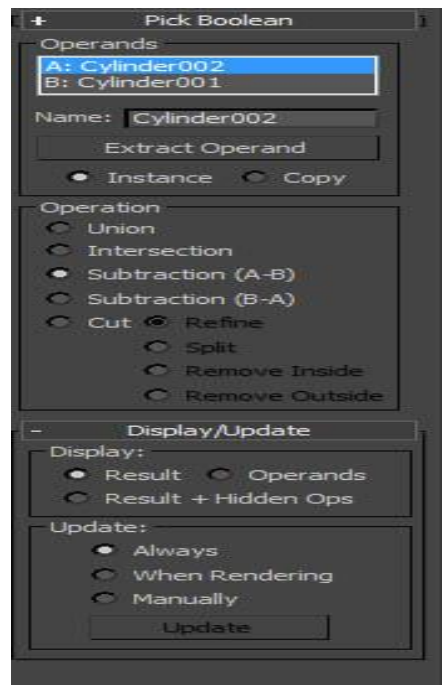 + Pick Boolean
Operands
A: Cylinder002
B: Cylinder001
Name: Cylinder002
Extract Operand
Instance Copy
Operation
Union
Intersection
Subtraction (A-B)
Subtraction (B-A)
Cut Refine
Split
Remove Inside
Remove Outside
- Display/Update
Display:
Result Operands
Result + Hidden Ops
Update:
Always
When Rendering
Manually
Update